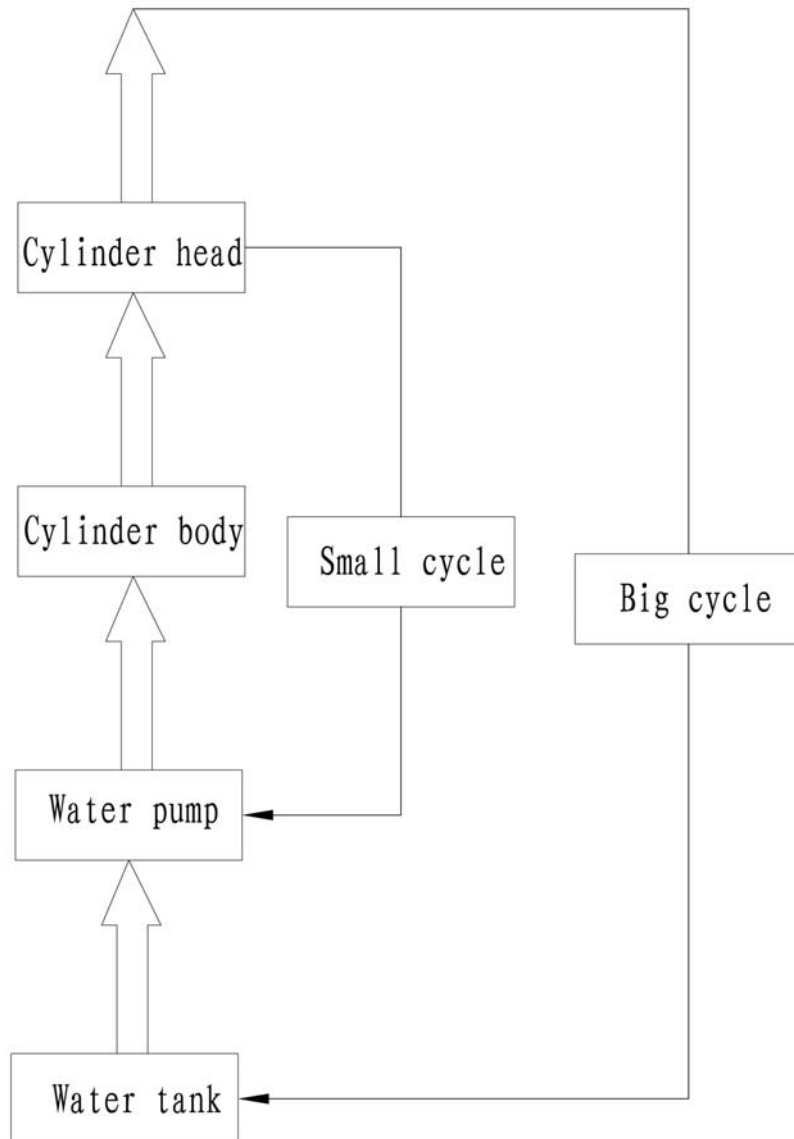 Cylinder head
Cylinder body
Small cycle
Big cycle
Water pump
Water tank